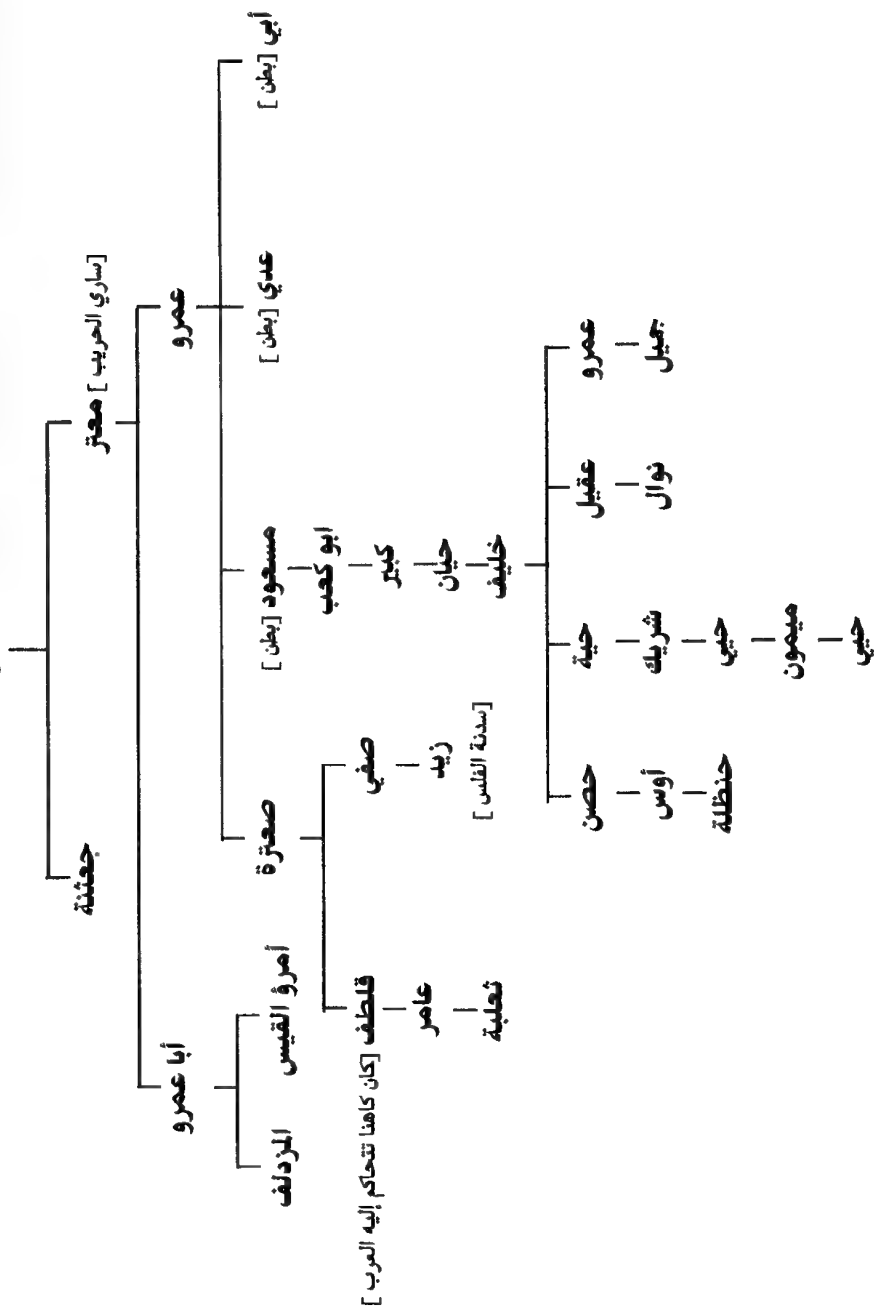 معتر [ساري الحريب]
جعثنة
عمرو
أبا عمرو
أبي [بطن]
عدي [بطن]
مسعود [بطن]
صعترة
أمرؤ القيس
المزدلف
ابو كعب
كبير
حيان
خليف
صفي
زيد
[سدنة الفلس]
قلطف [كان كاهنا تتحاكم إليه العرب]
عامر
ثعلبة
عمرو
عقيل
حية
حصن
جميل
نوال
شريك
أوس
حيي
حنظلة
ميمون
حيي